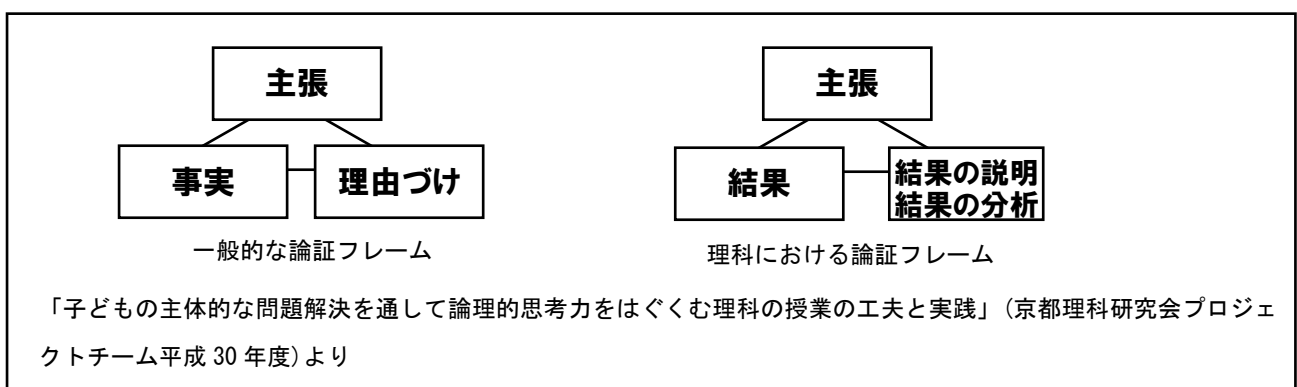 主張
事実
理由づけ
一般的な論証フレーム
主張
結果
結果の説明
結果の分析
理科における論証フレーム
「子どもの主体的な問題解決を通して論理的思考力をはぐくむ理科の授業の工夫と実践」(京都理科研究会プロジェ
クトチーム平成 30 年度)より